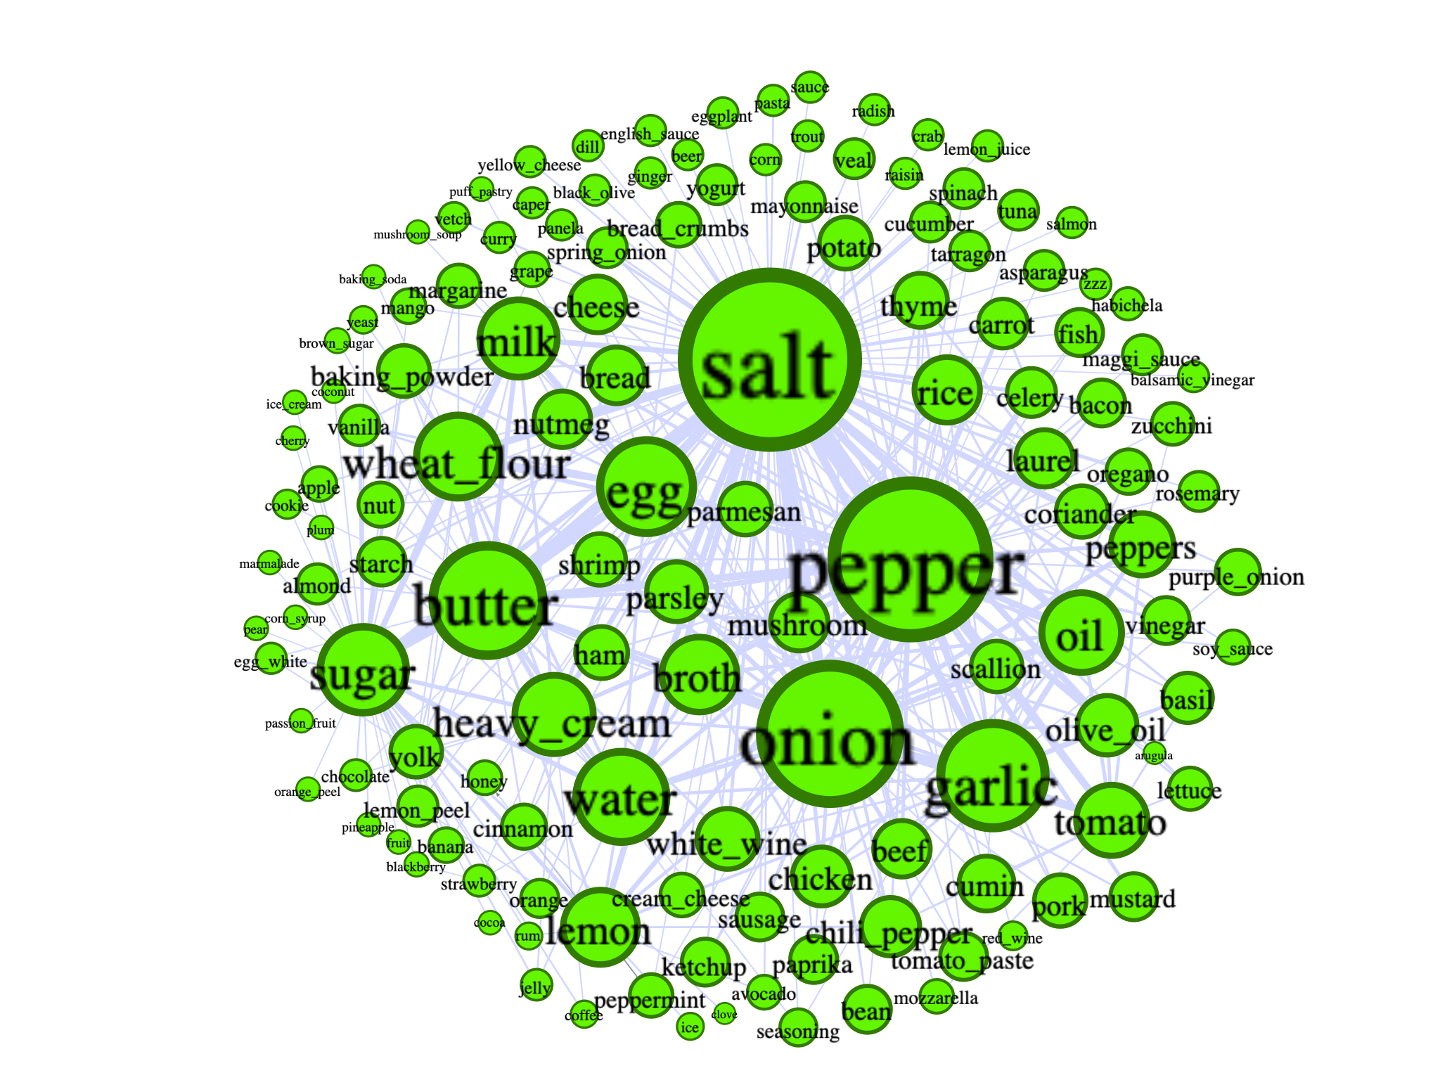 sauce
pasta
radish
eggplant
english_sauce
trout
crab
dill
beer
corn
veal
lemon_juice
yellow_cheese
ginger
raisin
puff_pastry
black_olive
yogurt
spinach
caper
mayonnaise
tuna
vetch
panela
bread_crumbs
cucumber
salmon
mushroom_soup
curry
spring_onion
potato
tarragon
grape
asparagus
baking_soda
margarine
zzz
mango
cheese
thyme
habichela
yeast
carrot
fish
brown_sugar
milk
maggi_sauce
baking_powder
bread
salt
rice
balsamic_vinegar
coconut
ice_cream
celery
bacon
vanilla
nutmeg
zucchini
cherry
wheat_flour
laurel
oregano
apple
egg
rosemary
cookie
nut
parmesan
coriander
plum
peppers
marmalade
starch
shrimp
pepper
purple_onion
almond
butter
parsley
corn_syrup
mushroom
vinegar
pear
oil
egg_white
ham
soy_sauce
sugar
broth
scallion
basil
passion_fruit
heavy_cream
onion
olive_oil
yolk
arugula
chocolate
honey
orange_peel
water
garlic
lettuce
lemon_peel
pineapple
cinnamon
tomato
fruit
banana
white_wine
beef
blackberry
strawberry
chicken
cumin
orange
cream_cheese
pork
mustard
cocoa
rum
lemon
sausage
chili_pepper
red_wine
ketchup
paprika
tomato_paste
jelly
peppermint
avocado
mozzarella
coffee
ice
clove
seasoning
bean